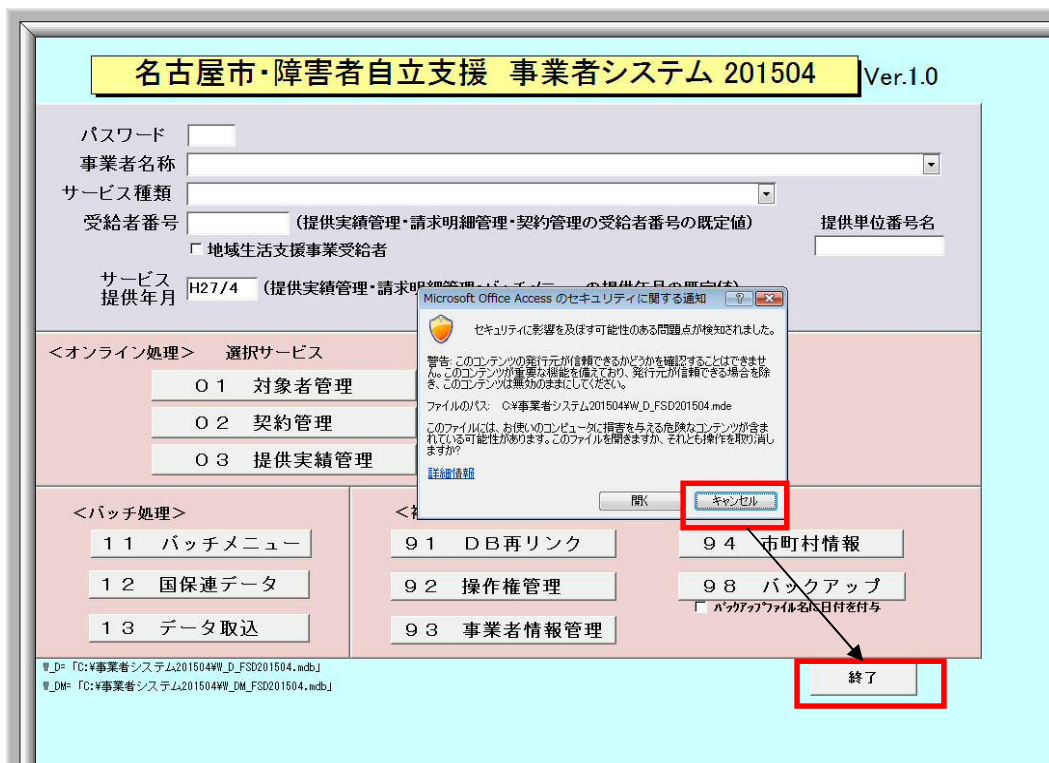 名古屋市・障害者自立支援 事業者システム 201504 Ver.1.0
パスワード
事業者名称
サービス種類
受給者番号 (提供実績管理・請求明細管理・契約管理の受給者番号の既定値) 提供単位番号名
地域生活支援事業受給者
サービス
提供年月 H27/4 (提供実績管理・請求
Microsoft Office Access のセキュリティに関する通知
セキュリティに影響を及ぼす可能性のある問題点が検知されました。
警告: このコンテンツの発行元が信頼できるかどうかを確認することはできませ
ん。このコンテンツが重要な機能を備えており、発行元が信頼できる場合を除
き、このコンテンツは無効のままにしてください。
ファイルのパス: C:¥事業者システム201504¥W_D_FSD201504.mde
このファイルには、お使いのコンピュータに損害を与える危険なコンテンツが含ま
れている可能性があります。このファイルを開きますか、それとも操作を取り消し
ますか?
詳細情報
開く キャンセル
<オンライン処理> 選択サービス
01 対象者管理
02 契約管理
03 提供実績管理
<バッチ処理>
11 バッチメニュー 91 DB再リンク 94 市町村情報
12 国保連データ 92 操作権管理 98 バックアップ
バックアップファイル名に日付を付与
13 データ取込 93 事業者情報管理
W_D= 「C:¥事業者システム201504¥W_D_FSD201504.mdb」
W_DM= 「C:¥事業者システム201504¥W_DM_FSD201504.mdb」
終了